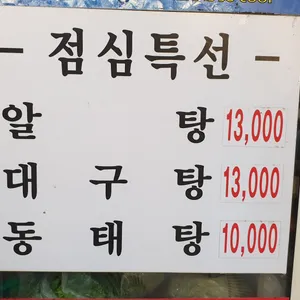 - 점심특선 -
알 탕 13,000
대 구 탕 13,000
동 태 탕 10,000